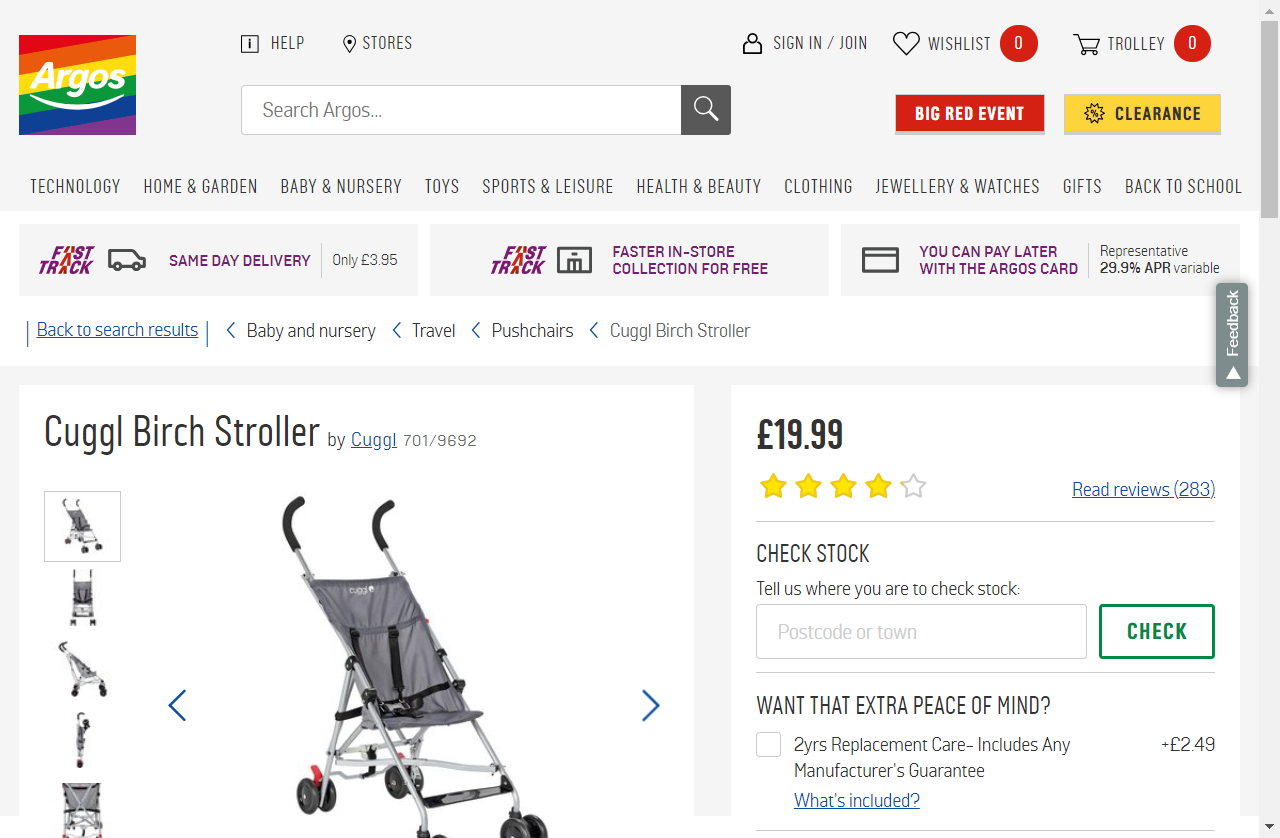 HELP
STORES
SIGN IN / JOIN
WISHLIST
0
TROLLEY
0
Argos
Search Argos...
BIG RED EVENT
CLEARANCE
TECHNOLOGY
HOME & GARDEN
BABY & NURSERY
TOYS
SPORTS & LEISURE
HEALTH & BEAUTY
CLOTHING
JEWELLERY & WATCHES
GIFTS
BACK TO SCHOOL
FAST
TRACK
SAME DAY DELIVERY
Only £3.95
FAST
TRACK
FASTER IN-STORE
COLLECTION FOR FREE
YOU CAN PAY LATER
WITH THE ARGOS CARD
Representative
29.9% APR variable
Feedback
Back to search results
Baby and nursery
Travel
Pushchairs
Cuggl Birch Stroller
Cuggl Birch Stroller by Cuggl 701/9692
cuggl
£19.99
Read reviews (283)
CHECK STOCK
Tell us where you are to check stock:
Postcode or town
CHECK
WANT THAT EXTRA PEACE OF MIND?
2yrs Replacement Care- Includes Any
Manufacturer's Guarantee
+£2.49
What's included?